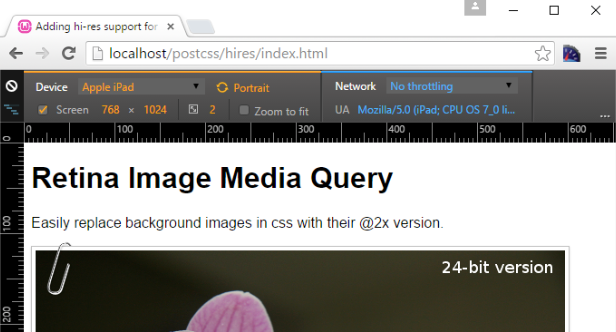 Adding hi-res support for
localhost/postcss/hires/index.html
Device Apple iPad Portrait Network No throttling
Screen 768 × 1024 2 Zoom to fit UA Mozilla/5.0 (iPad; CPU OS 7_0 li...
...
0 100 200 300 400 500 600
0
100
200
Retina Image Media Query
Easily replace background images in css with their @2x version.
24-bit version